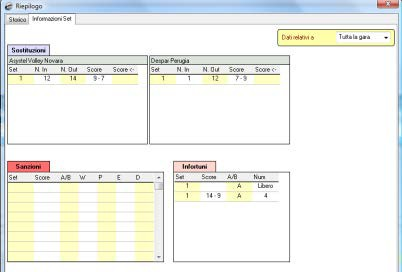 Riepilogo
Storico Informazioni Set
Dati relativi a Tutta la gara
Sostituzioni
Asystel Volley Novara
Set N. In N. Out Score Score <-
1 12 14 9 - 7
Despar Perugia
Set N. In N. Out Score Score <-
1 1 12 7 - 9
Sanzioni
Set Score A/B W P E D
Infortuni
Set Score A/B Num
1 A Libero
1 14 - 9 A 4